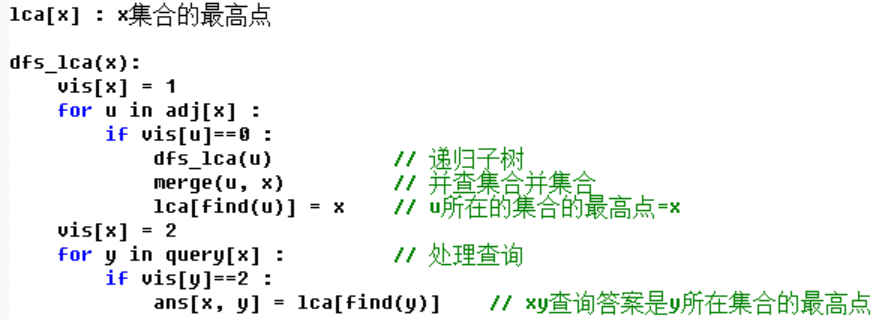 lca[x] : x集合的最高点
dfs_lca(x):
vis[x] = 1
for u in adj[x] :
if vis[u]==0 :
dfs_lca(u) // 递归子树
merge(u, x) // 并查集合并集合
lca[find(u)] = x // u所在的集合的最高点=x
vis[x] = 2
for y in query[x] : // 处理查询
if vis[y]==2 :
ans[x, y] = lca[find(y)] // xy查询答案是y所在集合的最高点